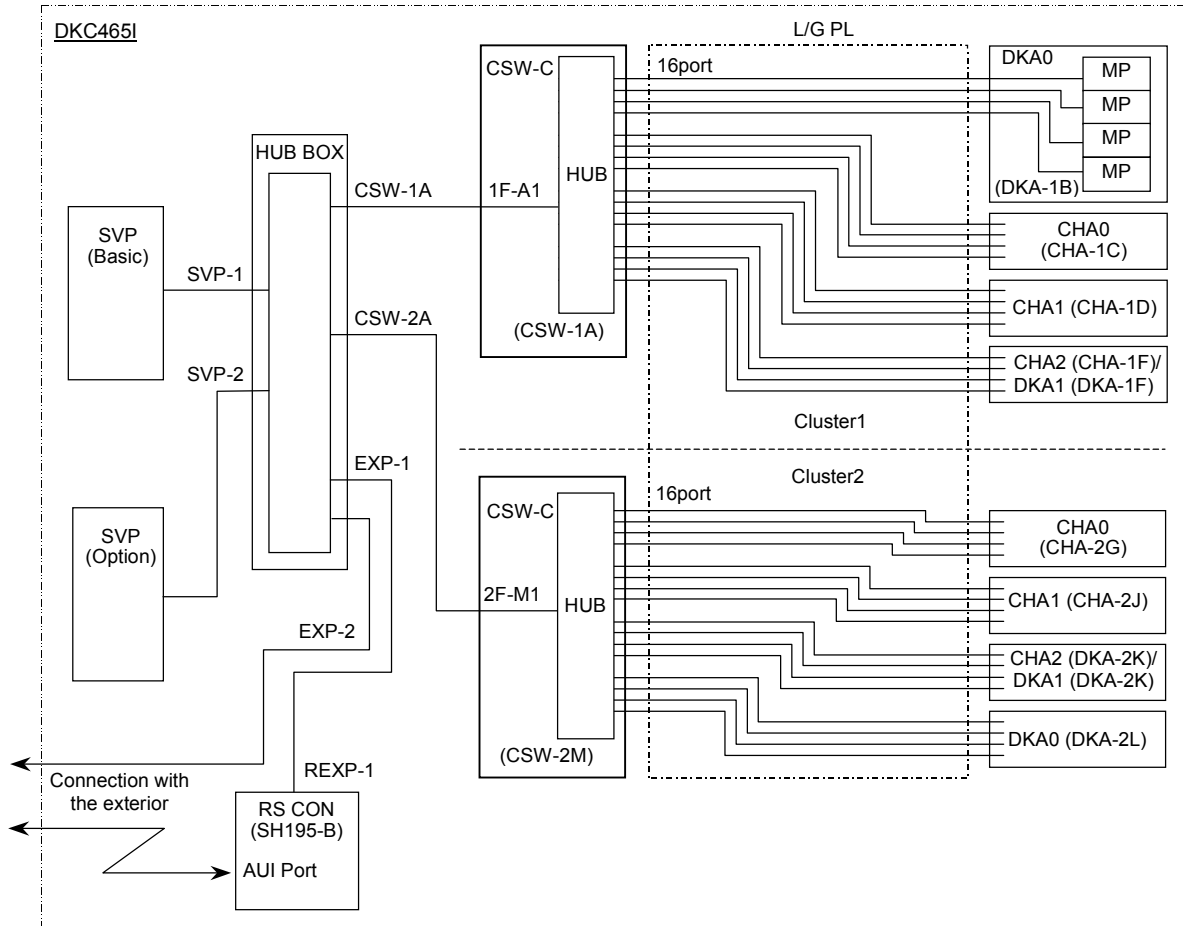 DKC465I
L/G PL
CSW-C
16port
DKA0
MP
MP
MP
MP
(DKA-1B)
HUB BOX
HUB
CSW-1A
1F-A1
SVP
(Basic)
SVP-1
CHA0
(CHA-1C)
CSW-2A
(CSW-1A)
CHA1 (CHA-1D)
SVP-2
CHA2 (CHA-1F)/
DKA1 (DKA-1F)
Cluster1
EXP-1
Cluster2
16port
CSW-C
SVP
(Option)
CHA0
(CHA-2G)
2F-M1
HUB
CHA1 (CHA-2J)
EXP-2
CHA2 (DKA-2K)/
DKA1 (DKA-2K)
DKA0 (DKA-2L)
(CSW-2M)
Connection with
the exterior
REXP-1
RS CON
(SH195-B)
AUI Port